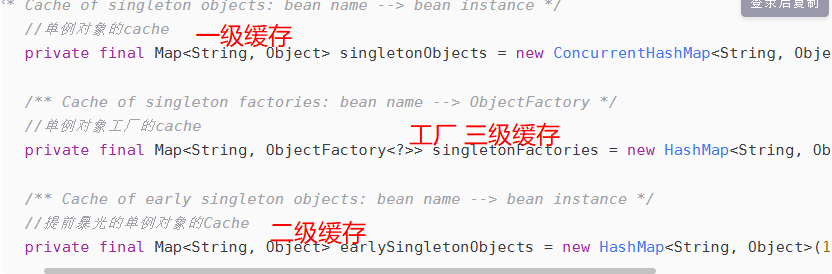 * Cache of singleton objects: bean name --> bean instance */
登录后复制
//单例对象的cache
一级缓存
private final Map<String, Object> singletonObjects = new ConcurrentHashMap<String, Obje
/** Cache of singleton factories: bean name --> ObjectFactory */
//单例对象工厂的cache
工厂 三级缓存
private final Map<String, ObjectFactory<?>> singletonFactories = new HashMap<String, Ob
/** Cache of early singleton objects: bean name --> bean instance */
//提前暴光的单例对象的Cache
二级缓存
private final Map<String, Object> earlySingletonObjects = new HashMap<String, Object>(1